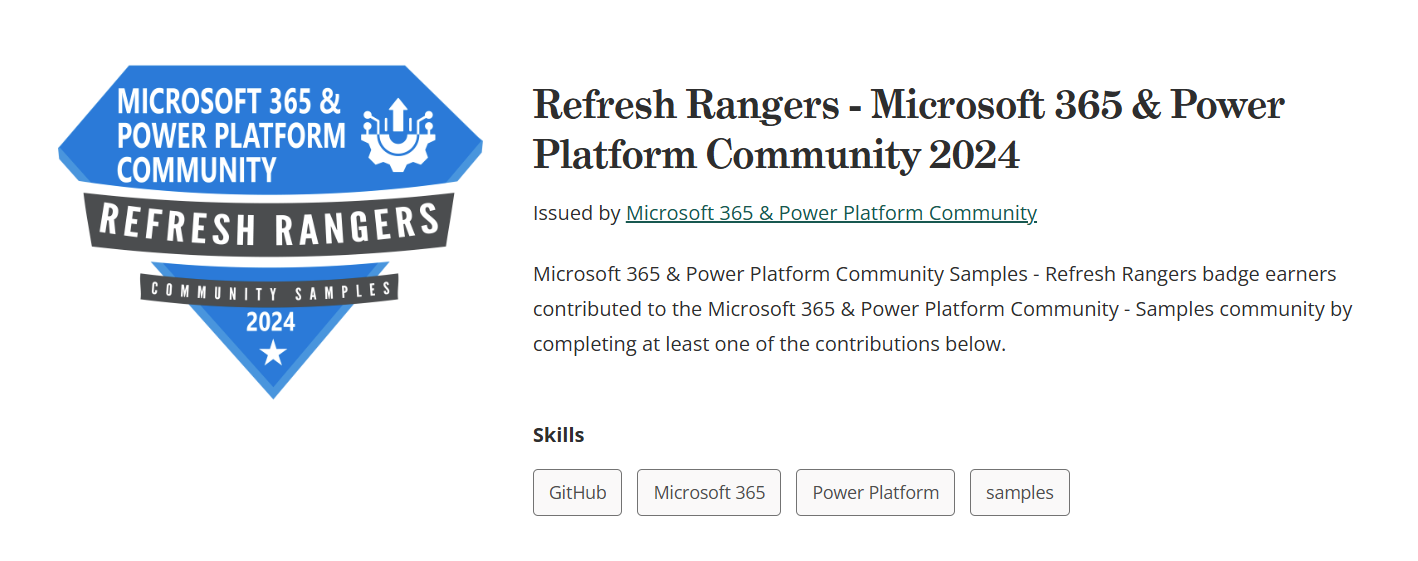 MICROSOFT 365 &
POWER PLATFORM
COMMUNITY
REFRESH RANGERS
COMMUNITY SAMPLES
2024
Refresh Rangers - Microsoft 365 & Power
Platform Community 2024
Issued by Microsoft 365 & Power Platform Community
Microsoft 365 & Power Platform Community Samples - Refresh Rangers badge earners
contributed to the Microsoft 365 & Power Platform Community - Samples community by
completing at least one of the contributions below.
Skills
GitHub
Microsoft 365
Power Platform
samples